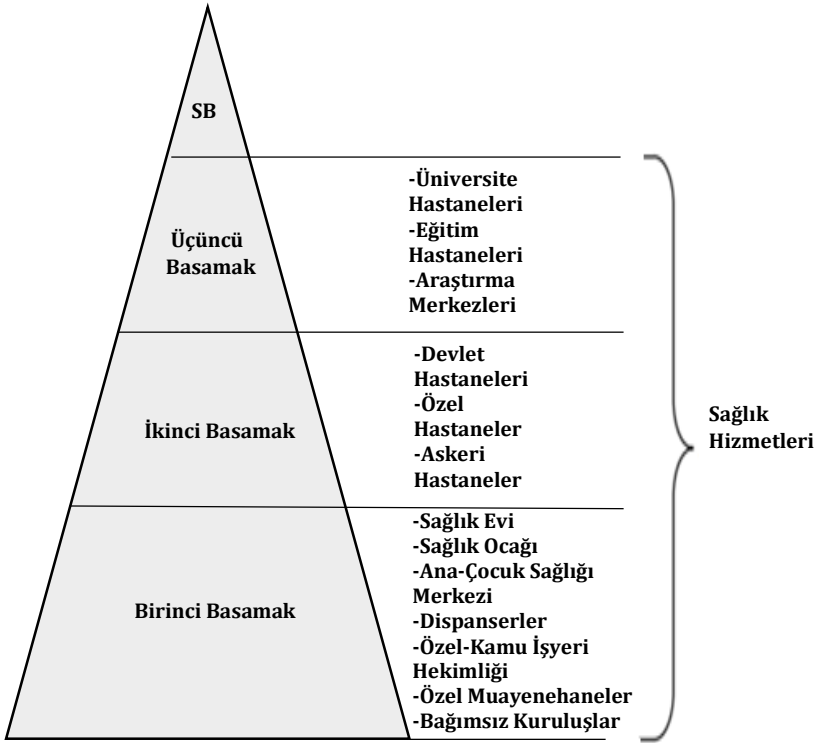 SB
Üçüncü
Basamak
-Üniversite
Hastaneleri
-Eğitim
Hastaneleri
-Araştırma
Merkezleri
İkinci Basamak
-Devlet
Hastaneleri
-Özel
Hastaneler
-Askeri
Hastaneler
Birinci Basamak
-Sağlık Evi
-Sağlık Ocağı
-Ana-Çocuk Sağlığı
Merkezi
-Dispanserler
-Özel-Kamu İşyeri
Hekimliği
-Özel Muayenehaneler
-Bağımsız Kuruluşlar
Sağlık
Hizmetleri